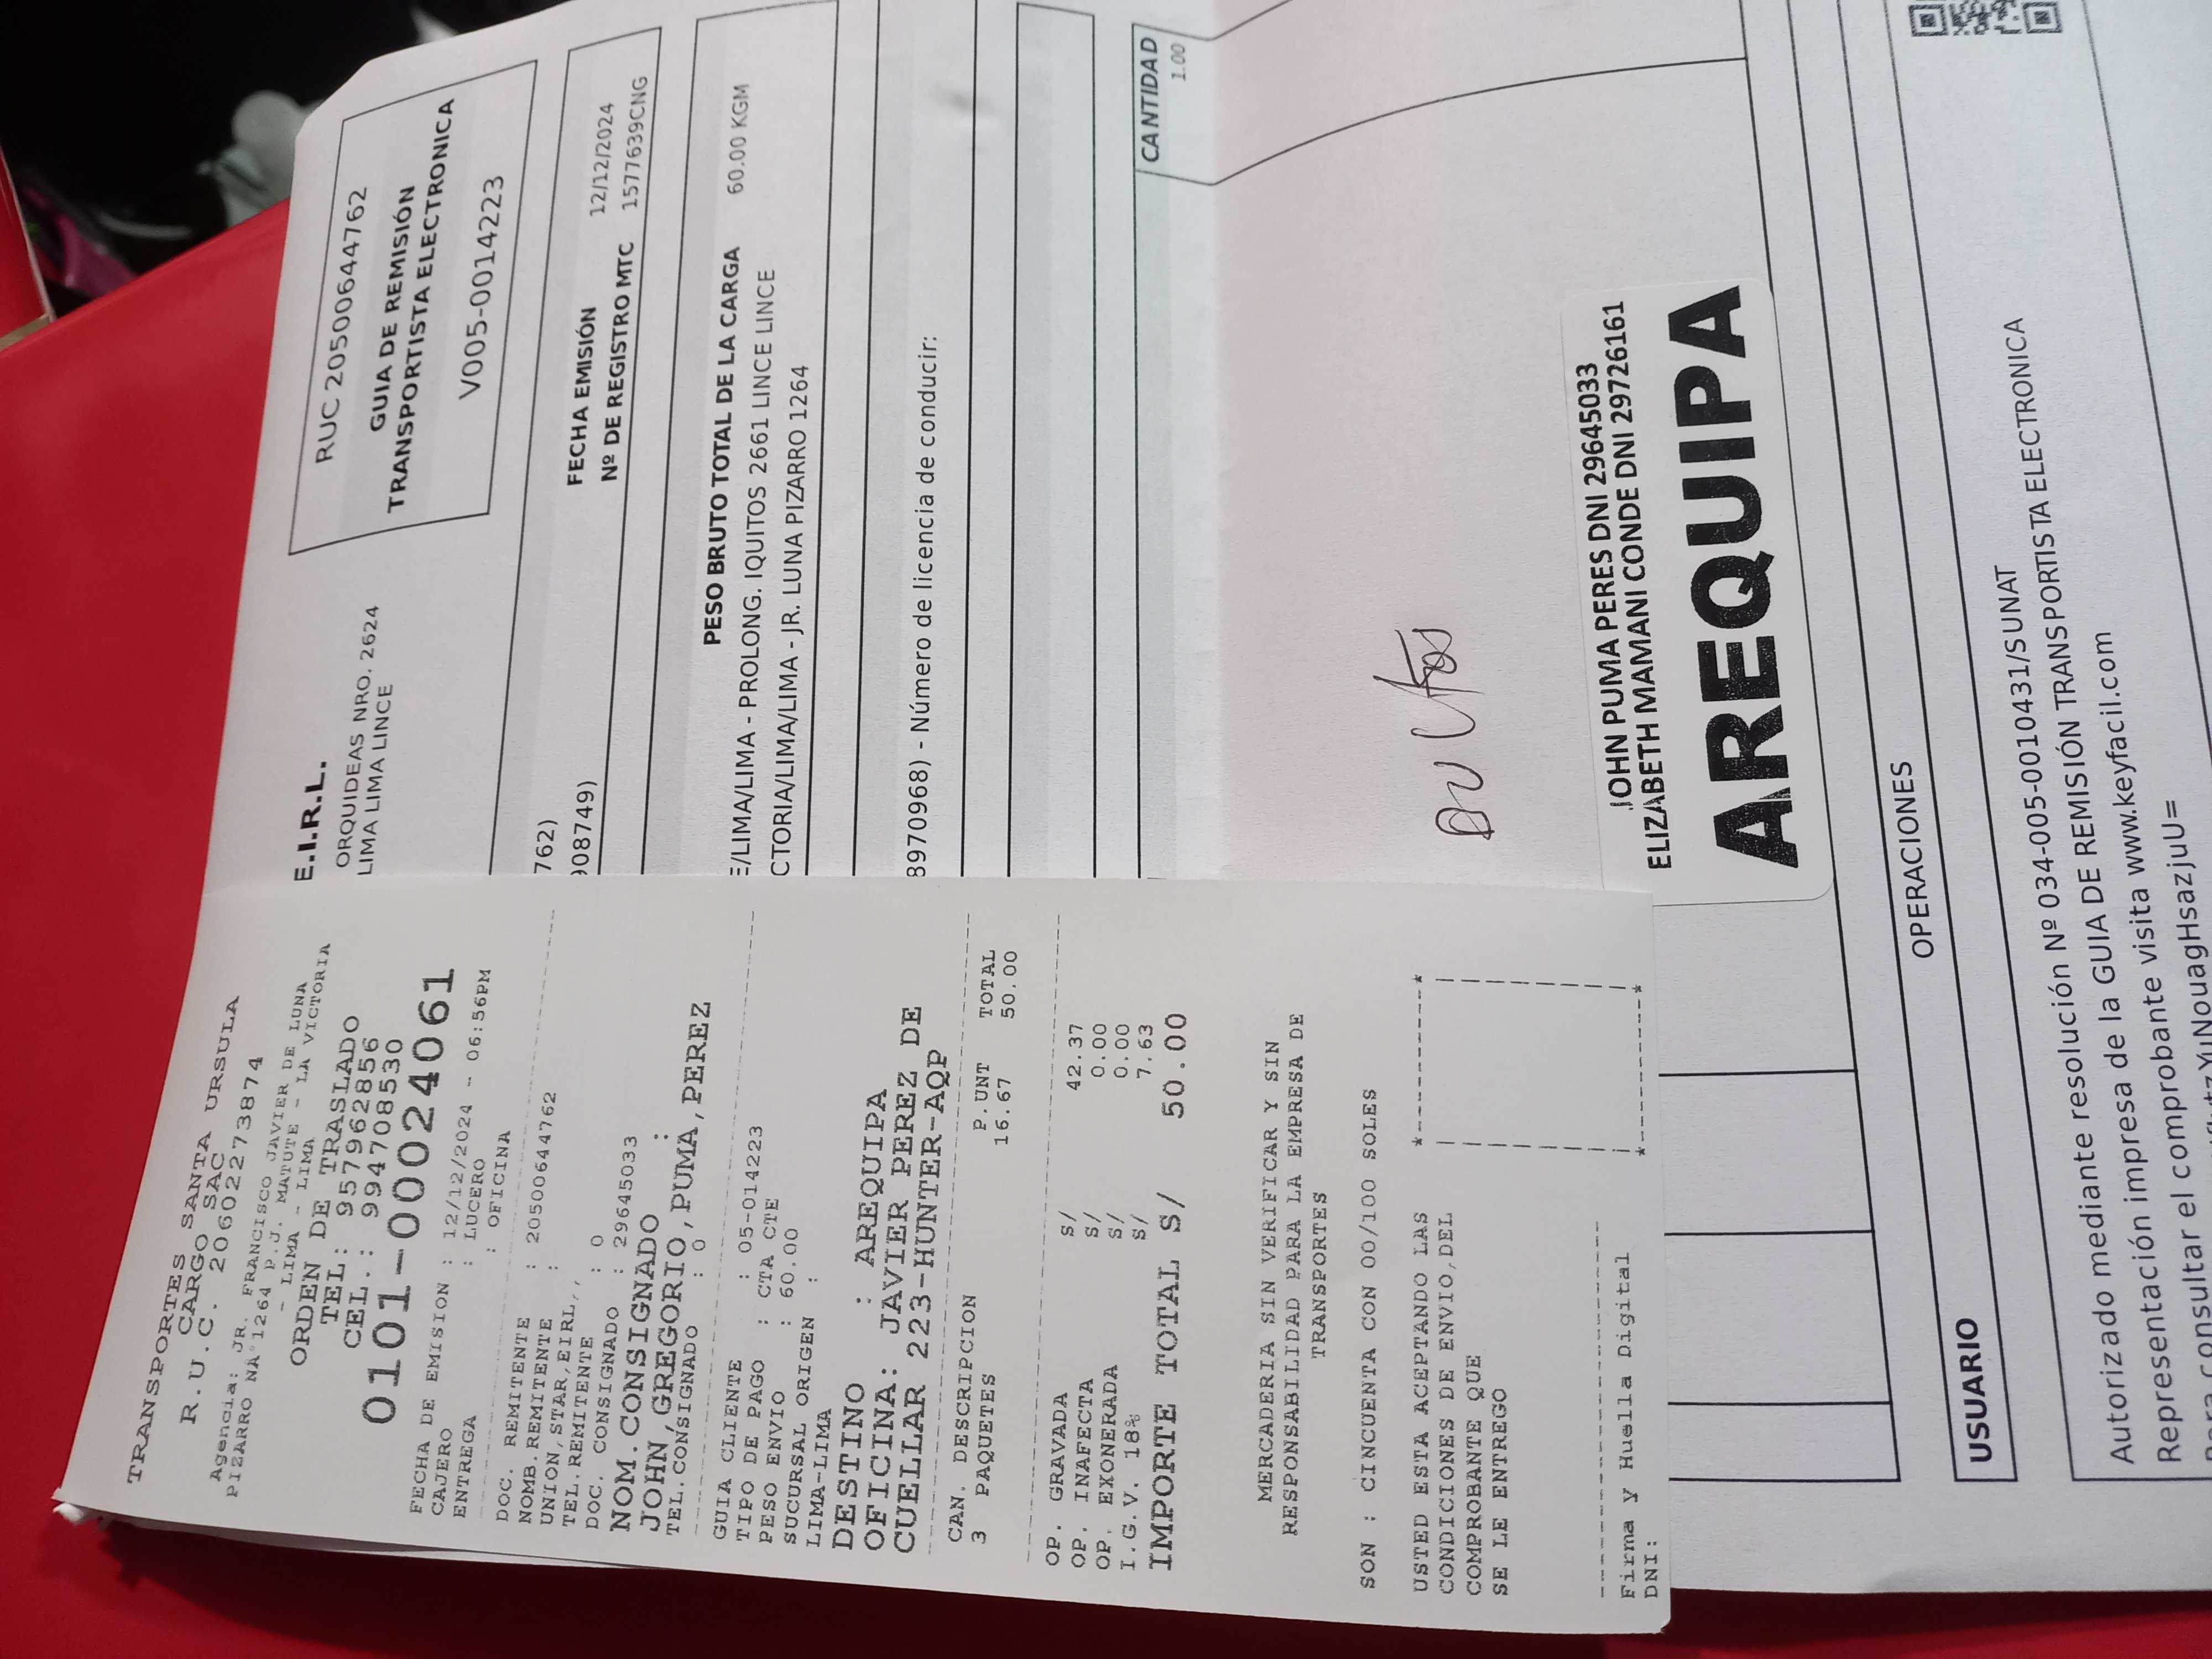 TRANSPORTES SANTA URSULA
CARGO SAC
R.U.C. 20602273874
Agencia: JR. FRANCISCO JAVIER DE LUNA
PIZARRO NA°1264 P.J. MATUTE - LA VICTORIA
- LIMA - LIMA
ORDEN DE TRASLADO
TEL: 957962856
CEL.: 994708530
0101-00024061
FECHA DE EMISION : 12/12/2024 - 06:56PM
CAJERO : LUCERO
ENTREGA : OFICINA
DOC. REMITENTE : 20500644762
NOMB.REMITENTE :
UNION,STAR,EIRL,,
TEL.REMITENTE :
DOC. CONSIGNADO : 0
NOM.CONSIGNADO : 29645033
JOHN,GREGORIO,PUMA,PEREZ
TEL.CONSIGNADO : 0
GUIA CLIENTE : 05-014223
TIPO DE PAGO : CTA CTE
PESO ENVIO : 60.00
SUCURSAL ORIGEN :
LIMA-LIMA
DESTINO : AREQUIPA
OFICINA: JAVIER PEREZ DE
CUELLAR 223-HUNTER-AQP
CAN. DESCRIPCION P.UNT TOTAL
3 PAQUETES 16.67 50.00
OP. GRAVADA S/ 42.37
OP. INAFECTA S/ 0.00
OP. EXONERADA S/ 0.00
I.G.V. 18% S/ 7.63
IMPORTE TOTAL S/ 50.00
MERCADERIA SIN VERIFICAR Y SIN
RESPONSABILIDAD PARA LA EMPRESA DE
TRANSPORTES
SON : CINCUENTA CON 00/100 SOLES
USTED ESTA ACEPTANDO LAS
CONDICIONES DE ENVIO,DEL
COMPROBANTE QUE
SE LE ENTREGO
Firma y Huella Digital
DNI:
E.I.R.L.
ORQUIDEAS NRO. 2624
LIMA LIMA LINCE
RUC 20500644762
GUIA DE REMISIÓN
TRANSPORTISTA ELECTRONICA
V005-00142​23
762)
908749)
FECHA EMISIÓN 12/12/2024
Nº DE REGISTRO MTC 1577639CNG
PESO BRUTO TOTAL DE LA CARGA 60.00 KGM
E/LIMA/LIMA - PROLONG. IQUITOS 2661 LINCE LINCE
CTORIA/LIMA/LIMA - JR. LUNA PIZARRO 1264
89770968) - Número de licencia de conducir:
CANTIDAD
1.00
JOHN PUMA PERES DNI 29645033
ELIZABETH MAMANI CONDE DNI 29726161
AREQUIPA
OPERACIONES
USUARIO
Autorizado mediante resolución Nº 034-005-0010431/SUNAT
Representación impresa de la GUIA DE REMISIÓN TRANSPORTISTA ELECTRONICA
Para consultar el comprobante visita www.keyfacil.com